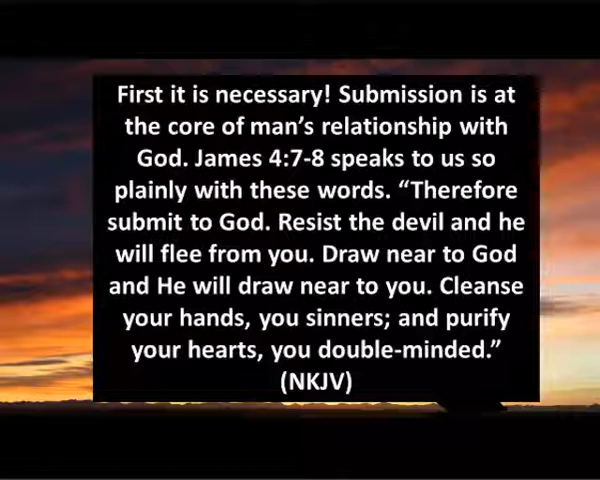 First it is necessary! Submission is at
the core of man’s relationship with
God. James 4:7-8 speaks to us so
plainly with these words. “Therefore
submit to God. Resist the devil and he
will flee from you. Draw near to God
and He will draw near to you. Cleanse
your hands, you sinners; and purify
your hearts, you double-minded.”
(NKJV)